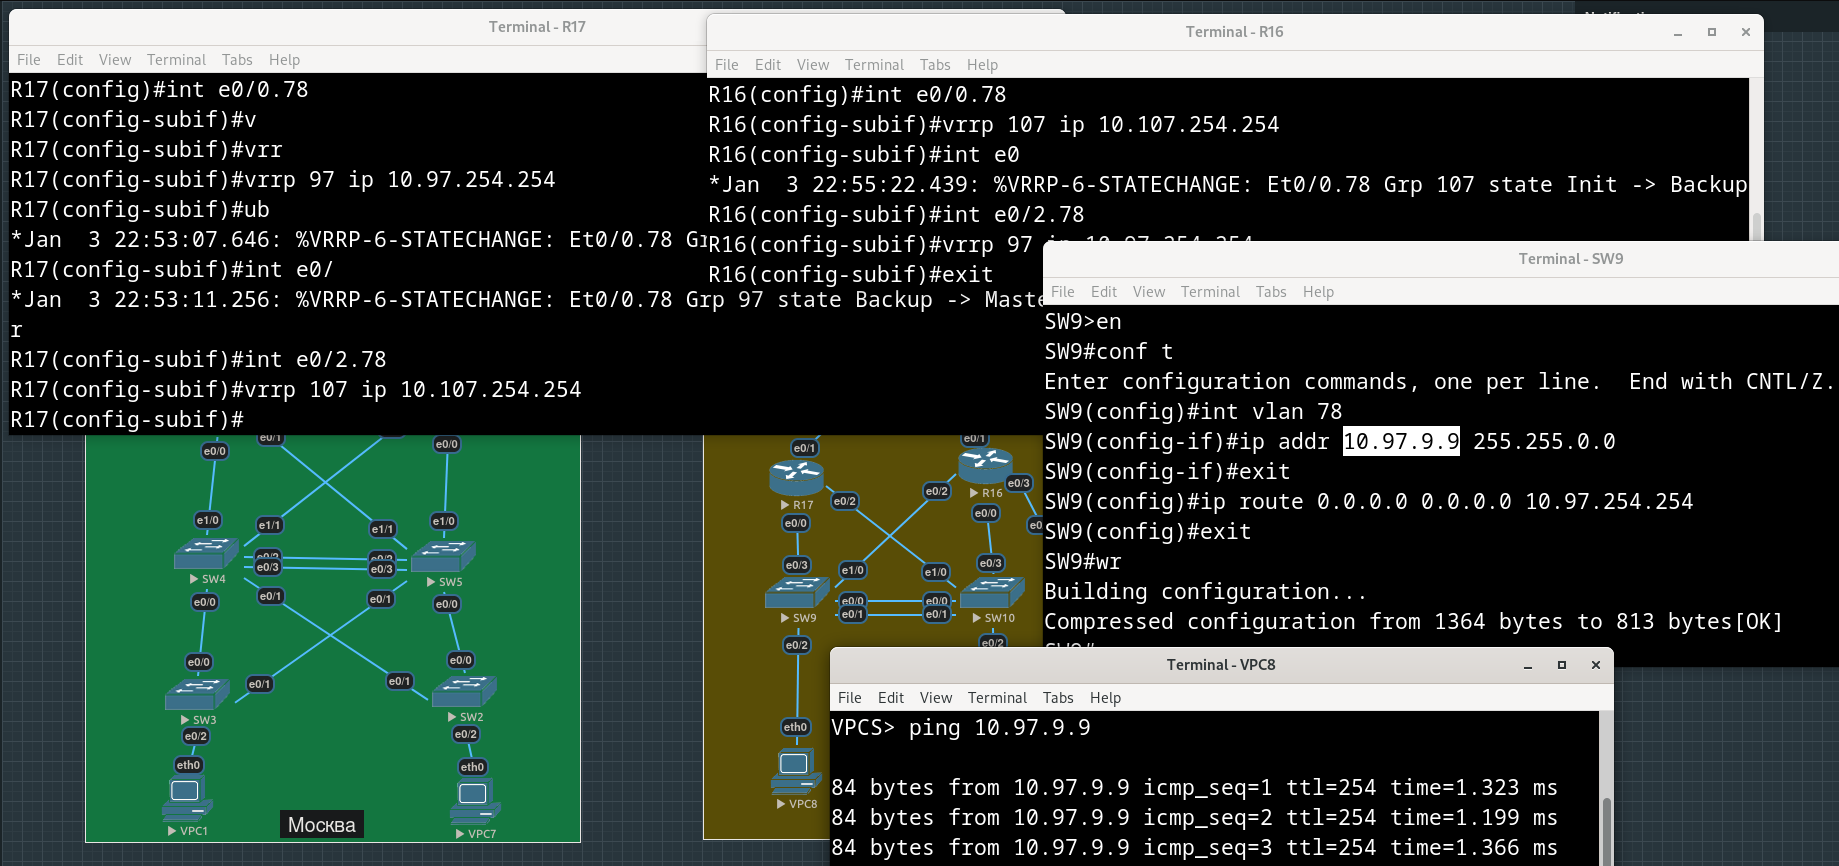 Terminal - R17
File Edit View Terminal Tabs Help
R17(config)#int e0/0.78
R17(config-subif)#v
R17(config-subif)#vrr
R17(config-subif)#vrrp 97 ip 10.97.254.254
R17(config-subif)#ub
*Jan  3 22:53:07.646: %VRRP-6-STATECHANGE: Et0/0.78
R17(config-subif)#int e0/
*Jan  3 22:53:11.256: %VRRP-6-STATECHANGE: Et0/0.78 Grp 97 state Backup -> Maste
r
R17(config-subif)#int e0/2.78
R17(config-subif)#vrrp 107 ip 10.107.254.254
R17(config-subif)#
Terminal - R16
File Edit View Terminal Tabs Help
R16(config)#int e0/0.78
R16(config-subif)#vrrp 107 ip 10.107.254.254
R16(config-subif)#int e0
*Jan  3 22:55:22.439: %VRRP-6-STATECHANGE: Et0/0.78 Grp 107 state Init -> Backup
R16(config-subif)#int e0/2.78
R16(config-subif)#vrrp 97 ip 10.97.254.254
R16(config-subif)#exit
Terminal - SW9
File Edit View Terminal Tabs Help
SW9>en
SW9#conf t
Enter configuration commands, one per line.  End with CNTL/Z.
SW9(config)#int vlan 78
SW9(config-if)#ip addr 10.97.9.9 255.255.0.0
SW9(config-if)#exit
SW9(config)#ip route 0.0.0.0 0.0.0.0 10.97.254.254
SW9(config)#exit
SW9#wr
Building configuration...
Compressed configuration from 1364 bytes to 813 bytes[OK]
SW9#
Terminal - VPC8
File Edit View Terminal Tabs Help
VPCS> ping 10.97.9.9
84 bytes from 10.97.9.9 icmp_seq=1 ttl=254 time=1.323 ms
84 bytes from 10.97.9.9 icmp_seq=2 ttl=254 time=1.199 ms
84 bytes from 10.97.9.9 icmp_seq=3 ttl=254 time=1.366 ms
e0/1
e0/0 e0/0
e1/0 e1/0
e1/1 e1/1
e0/2 e0/2
e0/3 e0/3
SW4 SW5
e0/0 e0/1 e0/1 e0/0
e0/0 e0/0
e0/1 e0/1
SW3 SW2
e0/2 e0/2
eth0 eth0
VPC1 VPC7
Москва
e0/1 e0/1
R17 R16
e0/2 e0/2 e0/3
e0/0 e0/0
e0/3 e0/3
e1/0 e1/0
e0/0 e0/0
e0/1 e0/1
SW9 SW10
e0/2 e0/2
eth0
VPC8